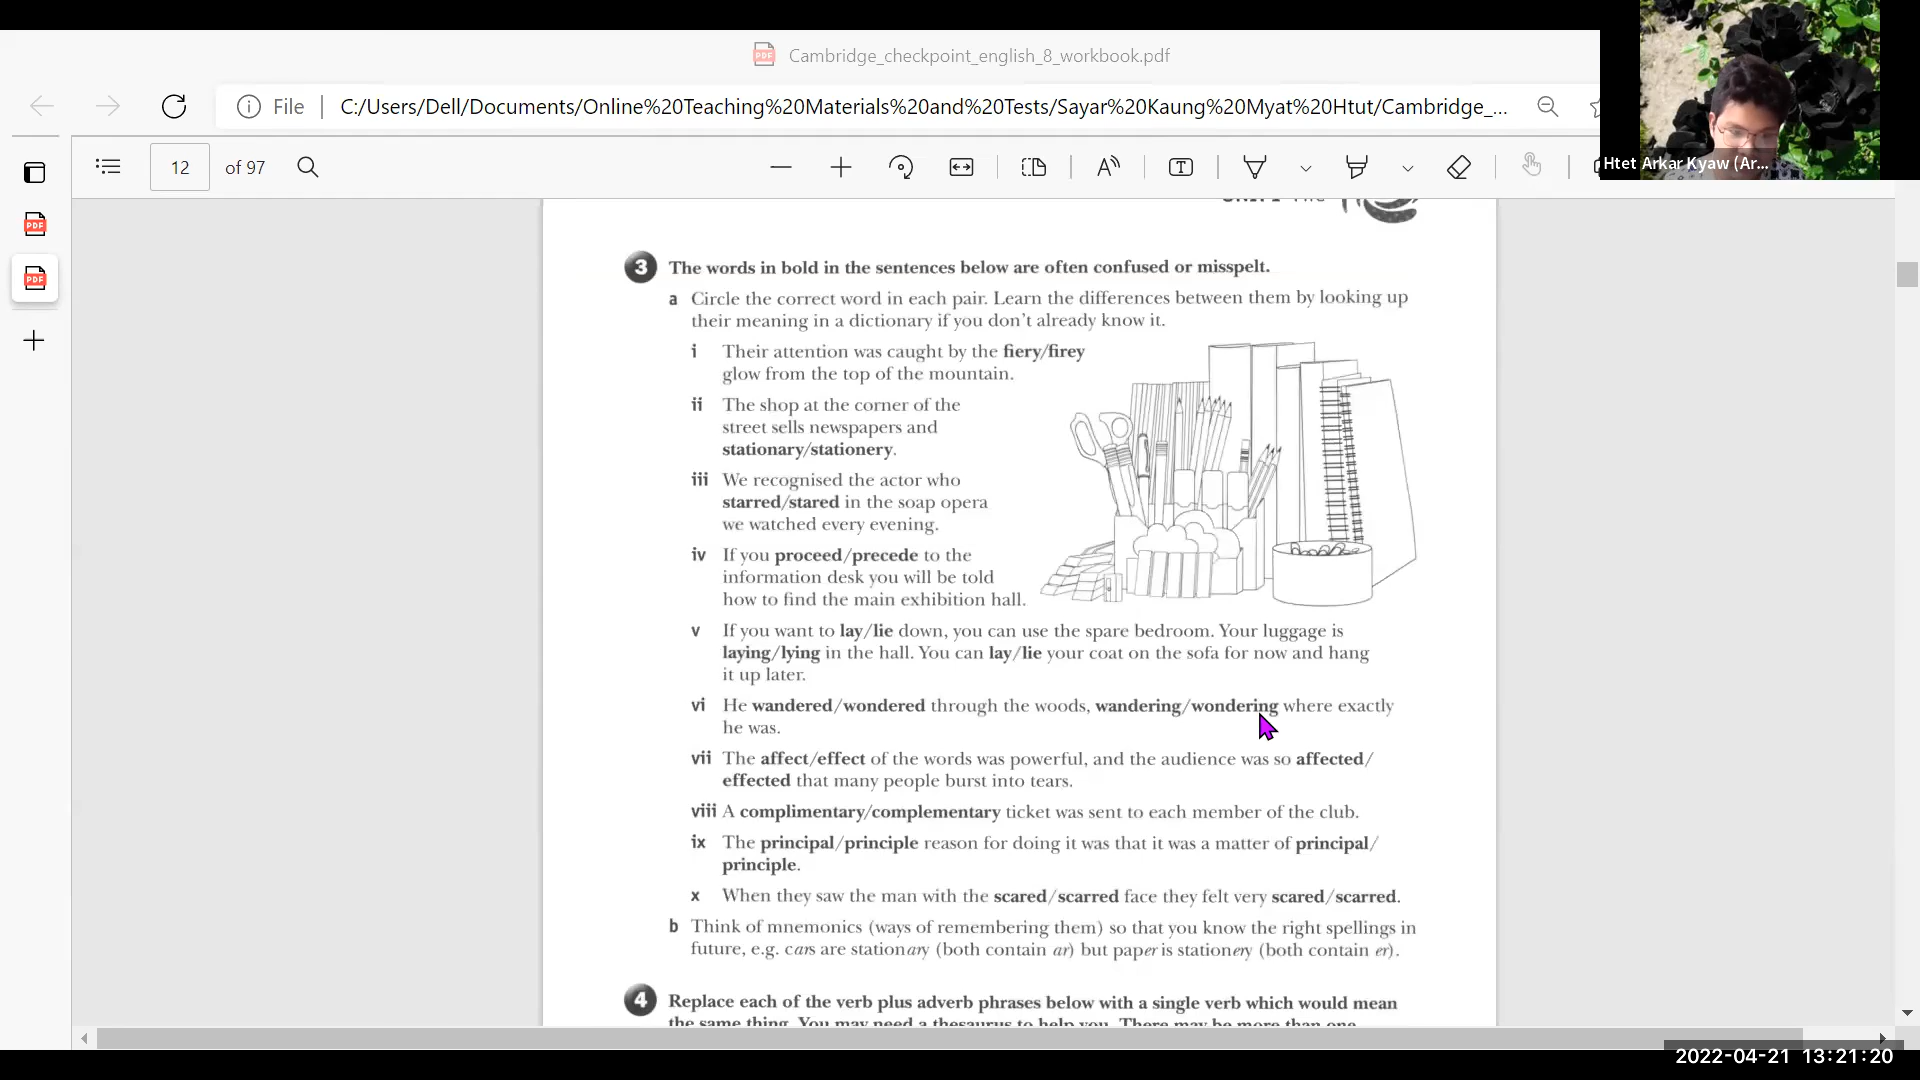 Cambridge_checkpoint_english_8_workbook.pdf
File
C:/Users/Dell/Documents/Online%20Teaching%20Materials%20and%20Tests/Sayar%20Kaung%20Myat%20Htut/Cambridge_...
Htet Arkar Kyaw (Ar...
12 of 97
3 The words in bold in the sentences below are often confused or misspelt.
a Circle the correct word in each pair. Learn the differences between them by looking up
their meaning in a dictionary if you don't already know it.
i Their attention was caught by the fiery/firey
glow from the top of the mountain.
ii The shop at the corner of the
street sells newspapers and
stationary/stationery.
iii We recognised the actor who
starred/stared in the soap opera
we watched every evening.
iv If you proceed/precede to the
information desk you will be told
how to find the main exhibition hall.
v If you want to lay/lie down, you can use the spare bedroom. Your luggage is
laying/lying in the hall. You can lay/lie your coat on the sofa for now and hang
it up later.
vi He wandered/wondered through the woods, wandering/wondering where exactly
he was.
vii The affect/effect of the words was powerful, and the audience was so affected/
effected that many people burst into tears.
viii A complimentary/complementary ticket was sent to each member of the club.
ix The principal/principle reason for doing it was that it was a matter of principal/
principle.
x When they saw the man with the scared/scarred face they felt very scared/scarred.
b Think of mnemonics (ways of remembering them) so that you know the right spellings in
future, e.g. cars are stationary (both contain ar) but paper is stationery (both contain er).
4 Replace each of the verb plus adverb phrases below with a single verb which would mean
the same thing. You may need a thesaurus to help you. There may be more than one
2022-04-21 13:21:20